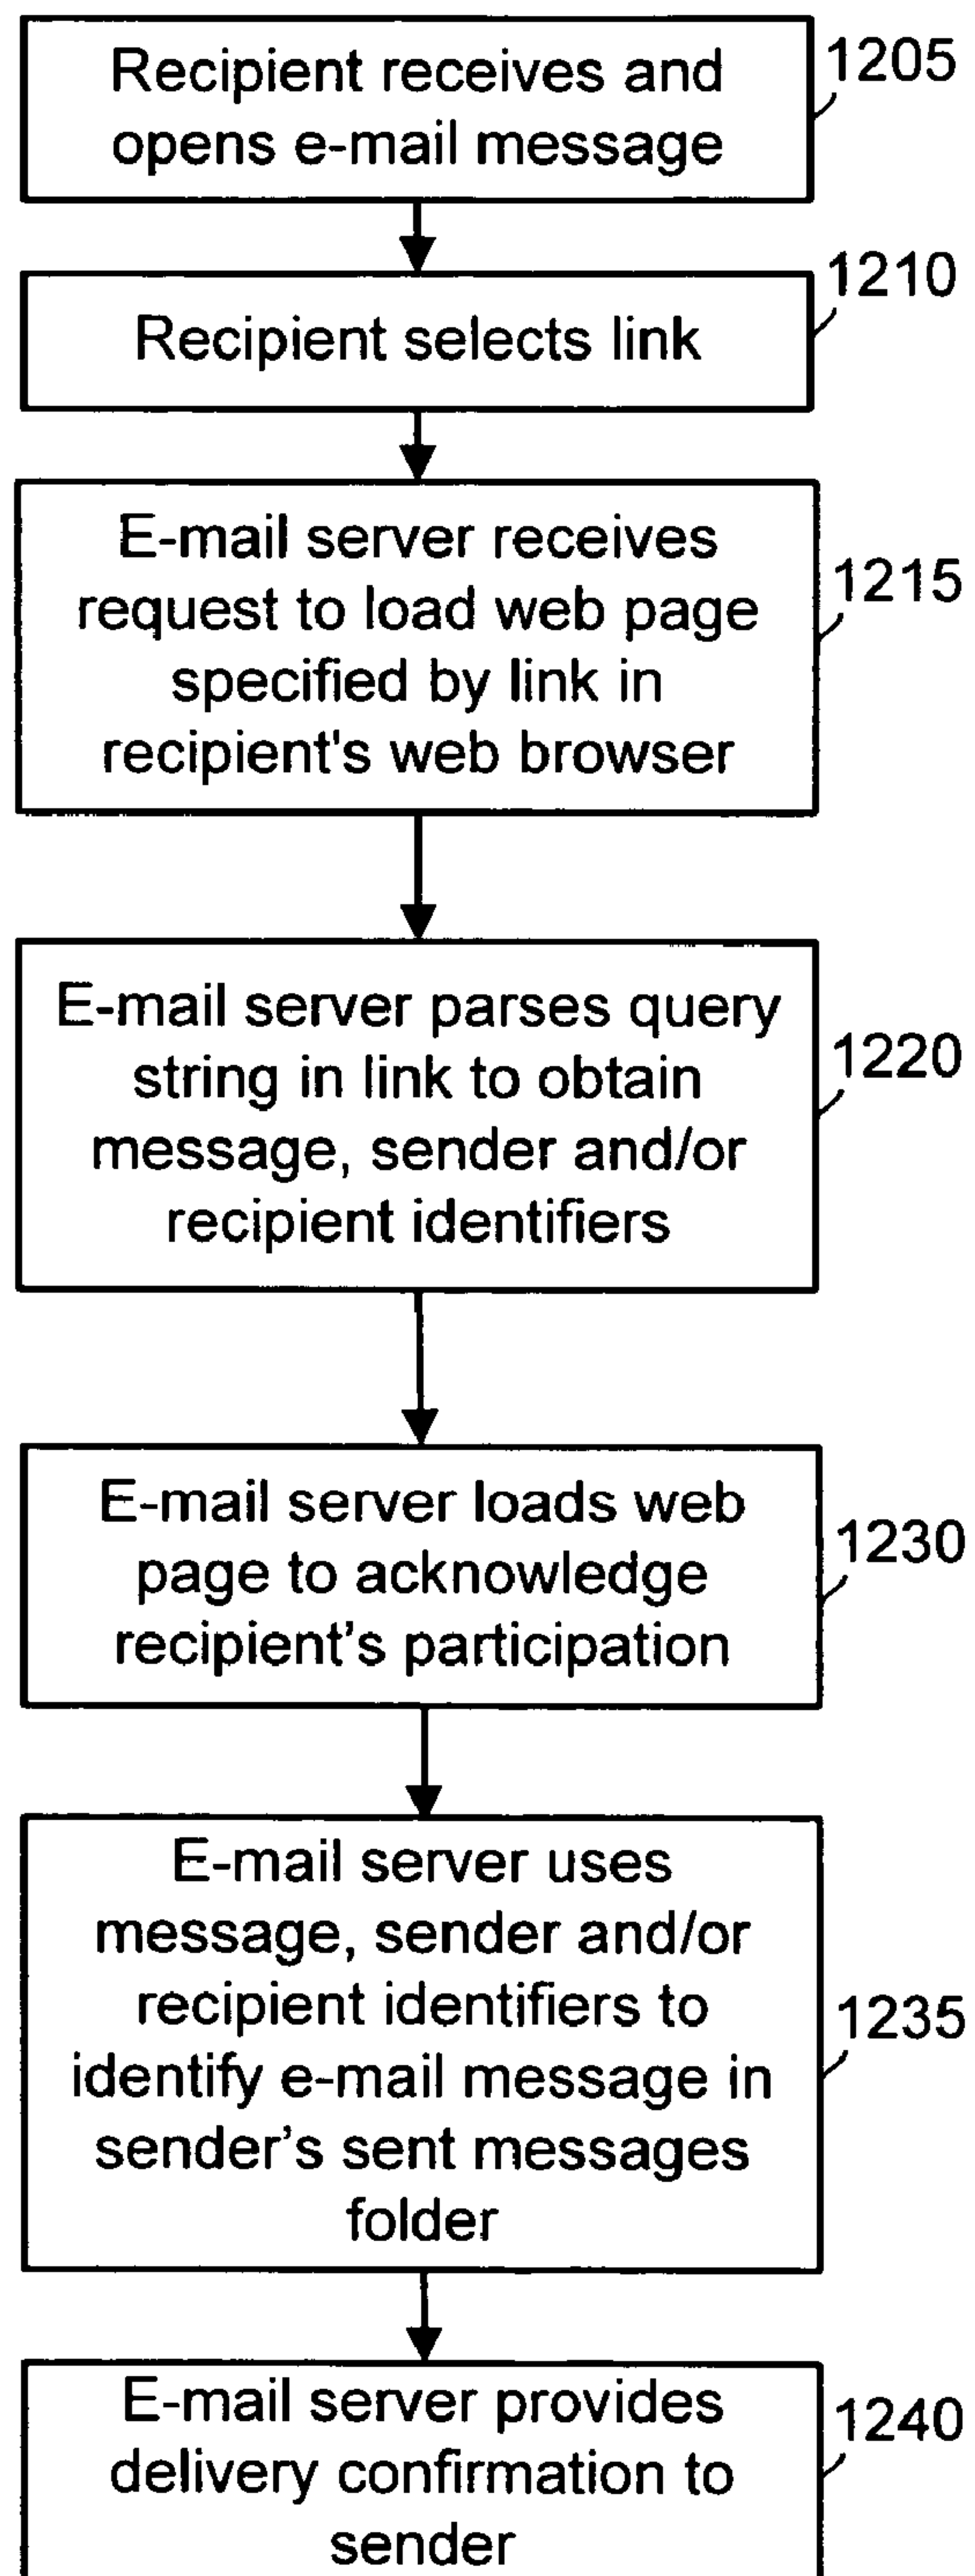 Recipient receives and
opens e-mail message
1205
Recipient selects link
1210
E-mail server receives
request to load web page
specified by link in
recipient's web browser
1215
E-mail server parses query
string in link to obtain
message, sender and/or
recipient identifiers
1220
E-mail server loads web
page to acknowledge
recipient’s participation
1230
E-mail server uses
message, sender and/or
recipient identifiers to
identify e-mail message in
sender’s sent messages
folder
1235
E-mail server provides
delivery confirmation to
sender
1240